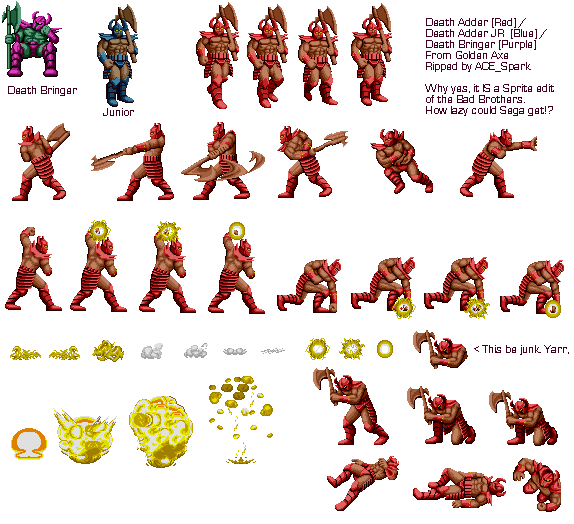 Death Adder [Red]/
Death Adder JR [Blue]/
Death Bringer [Purple]
From Golden Axe
Ripped by ACE_Spark
Why yes, it IS a Sprite edit
of the Bad Brothers.
How lazy could Sega get!?
Death Bringer
Junior
< This be junk. Yarr.